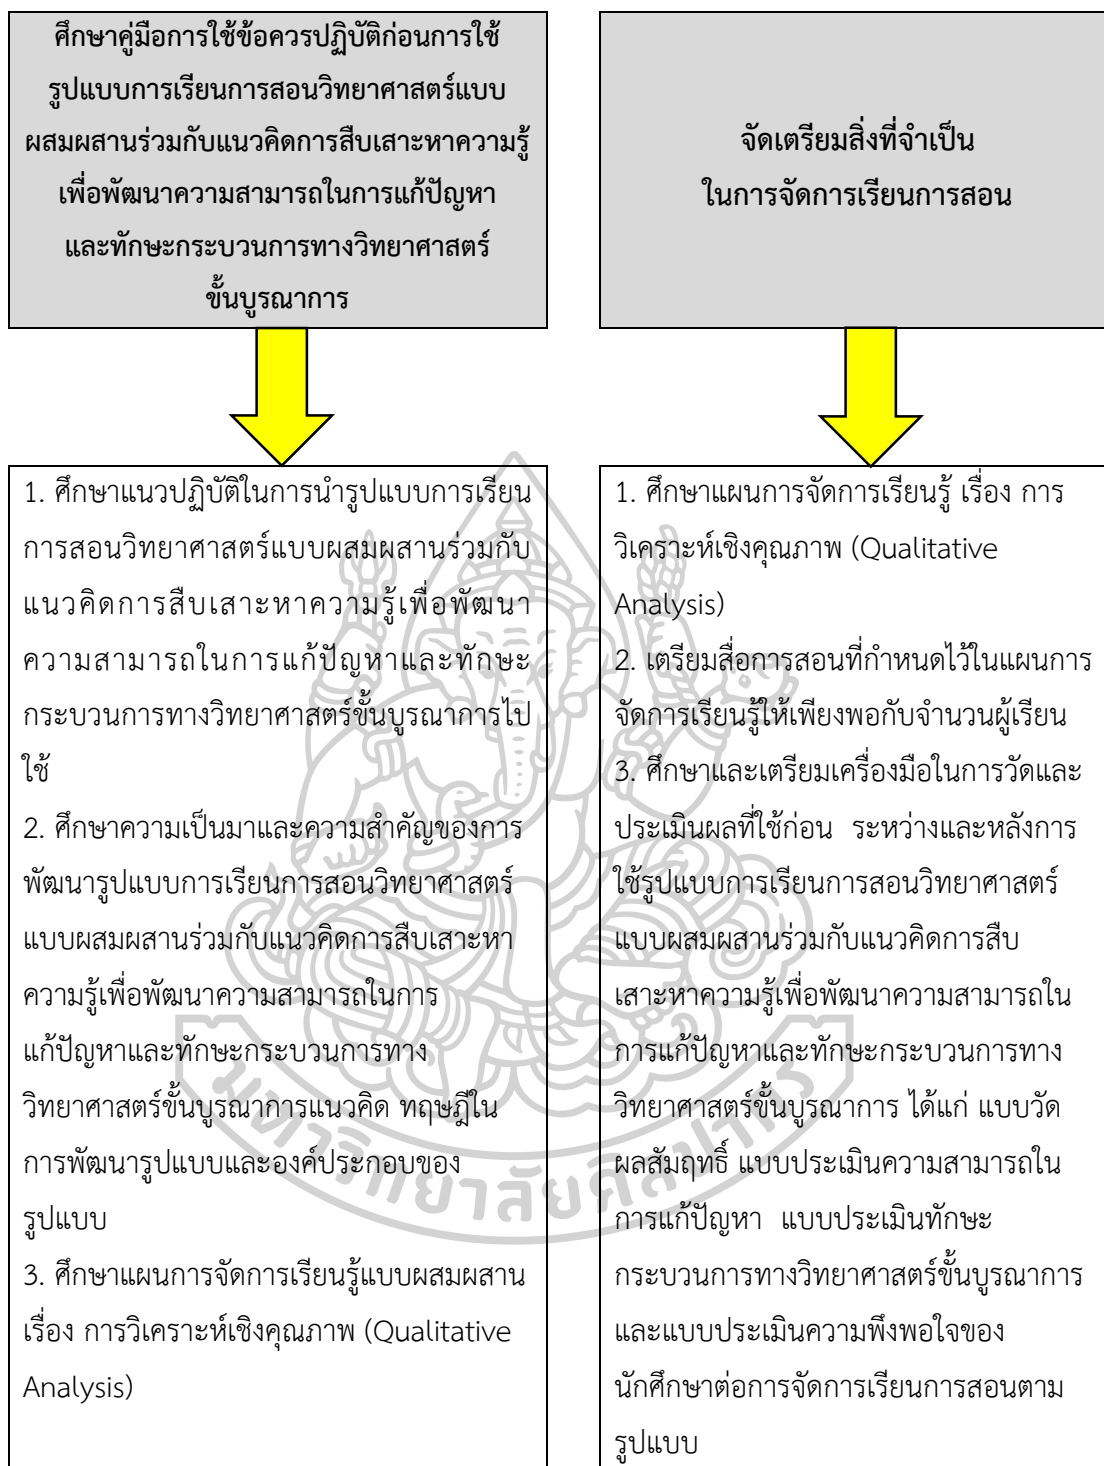 ศึกษาคู่มือการใช้ข้อควรปฏิบัติก่อนการใช้
รูปแบบการเรียนการสอนวิทยาศาสตร์แบบ
ผสมผสานร่วมกับแนวคิดการสืบเสาะหาความรู้
เพื่อพัฒนาความสามารถในการแก้ปัญหา
และทักษะกระบวนการทางวิทยาศาสตร์
ขั้นบูรณาการ
จัดเตรียมสิ่งที่จำเป็น
ในการจัดการเรียนการสอน
1. ศึกษาแนวปฏิบัติในการนำรูปแบบการเรียน
การสอนวิทยาศาสตร์แบบผสมผสานร่วมกับ
แนวคิดการสืบเสาะหาความรู้เพื่อพัฒนา
ความสามารถในการแก้ปัญหาและทักษะ
กระบวนการทางวิทยาศาสตร์ขั้นบูรณาการไป
ใช้
2. ศึกษาความเป็นมาและความสำคัญของการ
พัฒนารูปแบบการเรียนการสอนวิทยาศาสตร์
แบบผสมผสานร่วมกับแนวคิดการสืบเสาะหา
ความรู้เพื่อพัฒนาความสามารถในการ
แก้ปัญหาและทักษะกระบวนการทาง
วิทยาศาสตร์ขั้นบูรณาการแนวคิด ทฤษฎีใน
การพัฒนารูปแบบและองค์ประกอบของ
รูปแบบ
3. ศึกษาแผนการจัดการเรียนรู้แบบผสมผสาน
เรื่อง การวิเคราะห์เชิงคุณภาพ (Qualitative
Analysis)
1. ศึกษาแผนการจัดการเรียนรู้ เรื่อง การ
วิเคราะห์เชิงคุณภาพ (Qualitative
Analysis)
2. เตรียมสื่อการสอนที่กำหนดไว้ในแผนการ
จัดการเรียนรู้ให้เพียงพอกับจำนวนผู้เรียน
3. ศึกษาและเตรียมเครื่องมือในการวัดและ
ประเมินผลที่ใช้ก่อน ระหว่างและหลังการ
ใช้รูปแบบการเรียนการสอนวิทยาศาสตร์
แบบผสมผสานร่วมกับแนวคิดการสืบ
เสาะหาความรู้เพื่อพัฒนาความสามารถใน
การแก้ปัญหาและทักษะกระบวนการทาง
วิทยาศาสตร์ขั้นบูรณาการ ได้แก่ แบบวัด
ผลสัมฤทธิ์ แบบประเมินความสามารถใน
การแก้ปัญหา แบบประเมินทักษะ
กระบวนการทางวิทยาศาสตร์ขั้นบูรณาการ
และแบบประเมินความพึงพอใจของ
นักศึกษาต่อการจัดการเรียนการสอนตาม
รูปแบบ
มหาวิทยาลัยศิลปากร